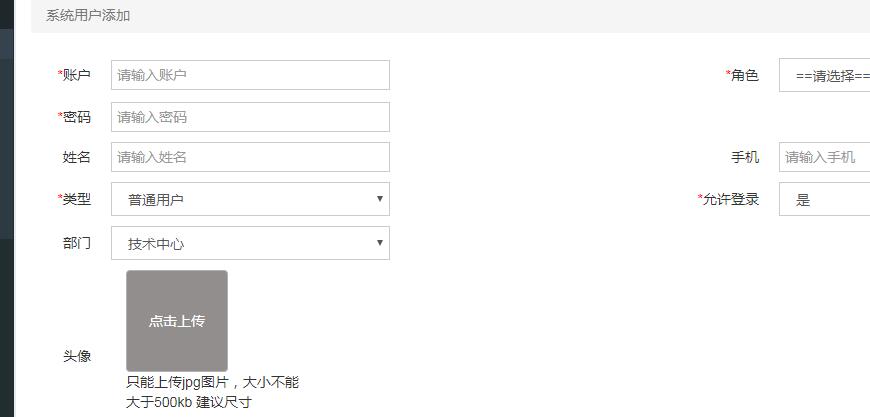 系统用户添加
*账户 请输入账户 *角色 ==请选择==
*密码 请输入密码
姓名 请输入姓名 手机 请输入手机
*类型 普通用户 *允许登录 是
部门 技术中心
点击上传
头像
只能上传jpg图片，大小不能
大于500kb 建议尺寸